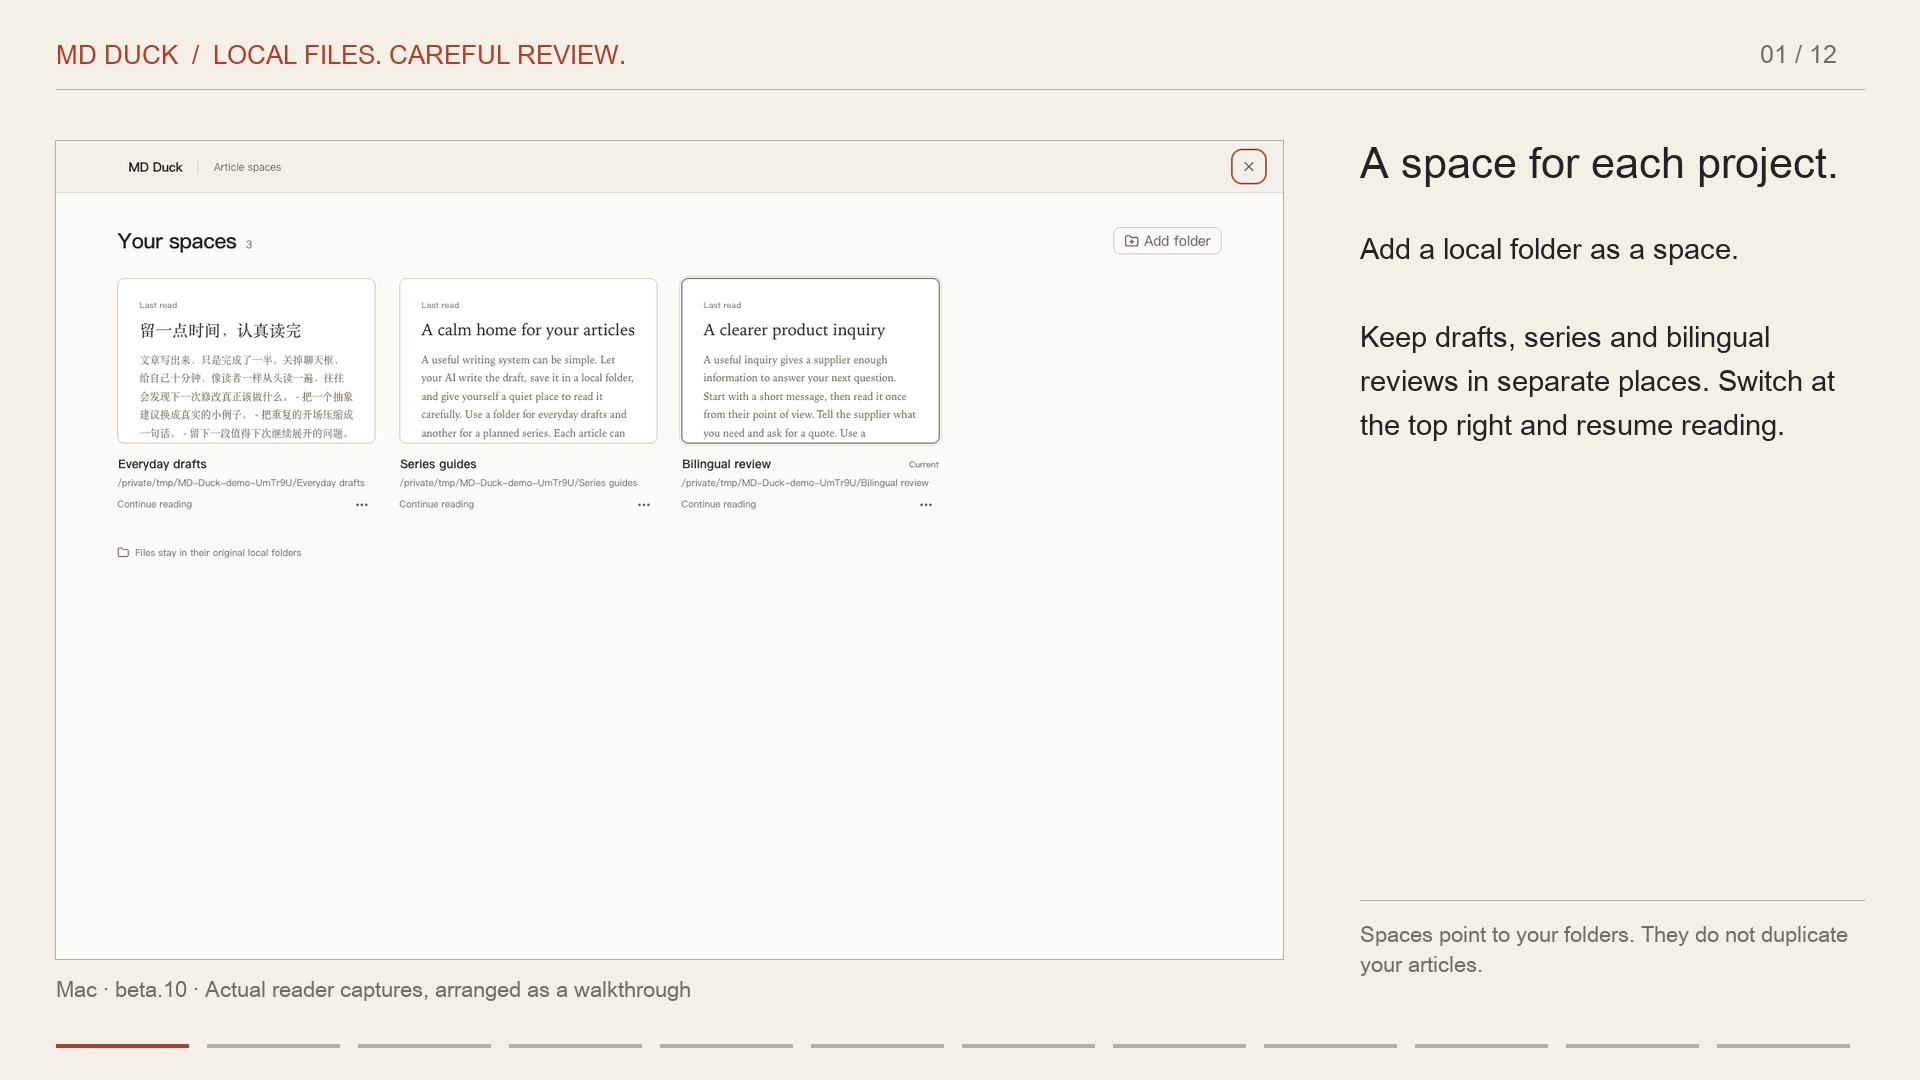 MD DUCK / LOCAL FILES. CAREFUL REVIEW.
01 / 12
MD Duck
Article spaces
Your spaces 3
Add folder
Last read
留一点时间，认真读完
文章写出来，只是完成了一半。关掉聊天框，
给自己十分钟，像读者一样从头读一遍，往往
会发现下一次修改真正该做什么。 - 把一个抽象
建议换成真实的小例子。 - 把重复的开场压缩成
一句话。 - 留下一段值得下次继续展开的问题。
Everyday drafts
/private/tmp/MD-Duck-demo-UmTr9U/Everyday drafts
Continue reading
Last read
A calm home for your articles
A useful writing system can be simple. Let
your AI write the draft, save it in a local folder,
and give yourself a quiet place to read it
carefully. Use a folder for everyday drafts and
another for a planned series. Each article can
Series guides
/private/tmp/MD-Duck-demo-UmTr9U/Series guides
Continue reading
Last read
A clearer product inquiry
A useful inquiry gives a supplier enough
information to answer your next question.
Start with a short message, then read it once
from their point of view. Tell the supplier what
you need and ask for a quote. Use a
Bilingual review
Current
/private/tmp/MD-Duck-demo-UmTr9U/Bilingual review
Continue reading
Files stay in their original local folders
A space for each project.
Add a local folder as a space.
Keep drafts, series and bilingual
reviews in separate places. Switch at
the top right and resume reading.
Spaces point to your folders. They do not duplicate
your articles.
Mac · beta.10 · Actual reader captures, arranged as a walkthrough